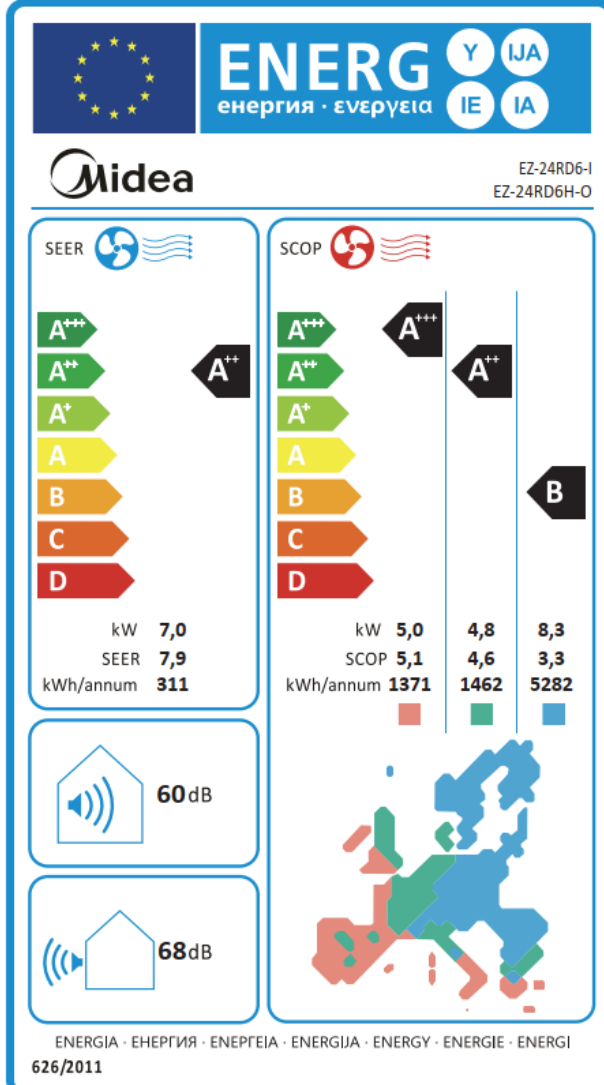 ENERG
енергия · ενεργεια
Y IJA
IE IA
Midea
EZ-24RD6-I
EZ-24RD6H-O
SEER
A+++
A++
A+
A
B
C
D
A++
kW 7,0
SEER 7,9
kWh/annum 311
SCOP
A+++
A++
A+
A
B
C
D
A+++
A++
B
kW 5,0 4,8 8,3
SCOP 5,1 4,6 3,3
kWh/annum 1371 1462 5282
60dB
68dB
ENERGIA · ЕНЕРГИЯ · ΕΝΕΡΓΕΙΑ · ENERGIJA · ENERGY · ENERGIE · ENERGI
626/2011